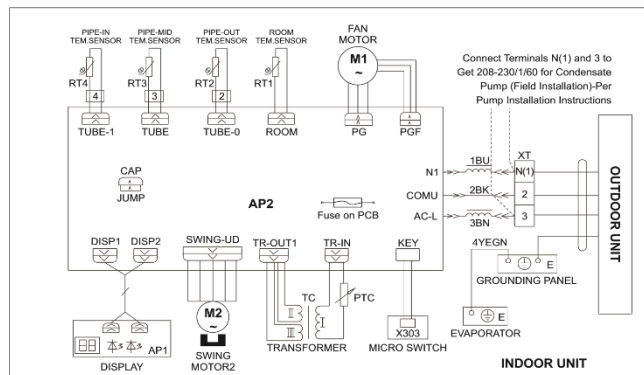 PIPE-IN TEM.SENSOR
PIPE-MID TEM.SENSOR
PIPE-OUT TEM.SENSOR
ROOM TEM.SENSOR
FAN MOTOR
RT4
RT3
RT2
RT1
M1
~
4
3
2
TUBE-1
TUBE
TUBE-0
ROOM
PG
PGF
Connect Terminals N(1) and 3 to
Get 208-230/1/60 for Condensate
Pump (Field Installation)-Per
Pump Installation Instructions
CAP
JUMP
AP2
Fuse on PCB
N1
COMU
AC-L
1BU
2BK
3BN
XT
N(1)
2
3
OUTDOOR UNIT
DISP1
DISP2
SWING-UD
TR-OUT1
TR-IN
KEY
4YEGN
E
GROUNDING PANEL
E
EVAPORATOR
AP1
DISPLAY
M2
~
SWING
MOTOR2
TC
PTC
TRANSFORMER
X303
MICRO SWITCH
INDOOR UNIT